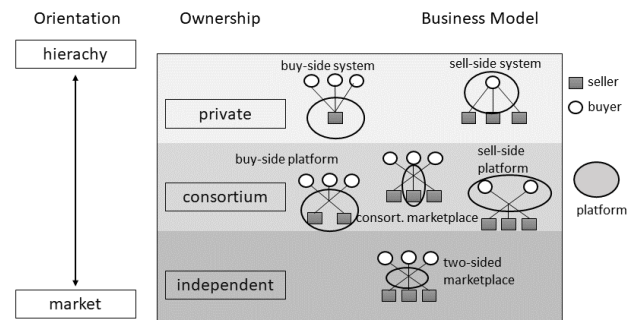 Orientation
Ownership
Business Model
hierachy
buy-side system
sell-side system
seller
buyer
private
buy-side platform
sell-side
platform
consortium
consort. marketplace
platform
two-sided
marketplace
independent
market